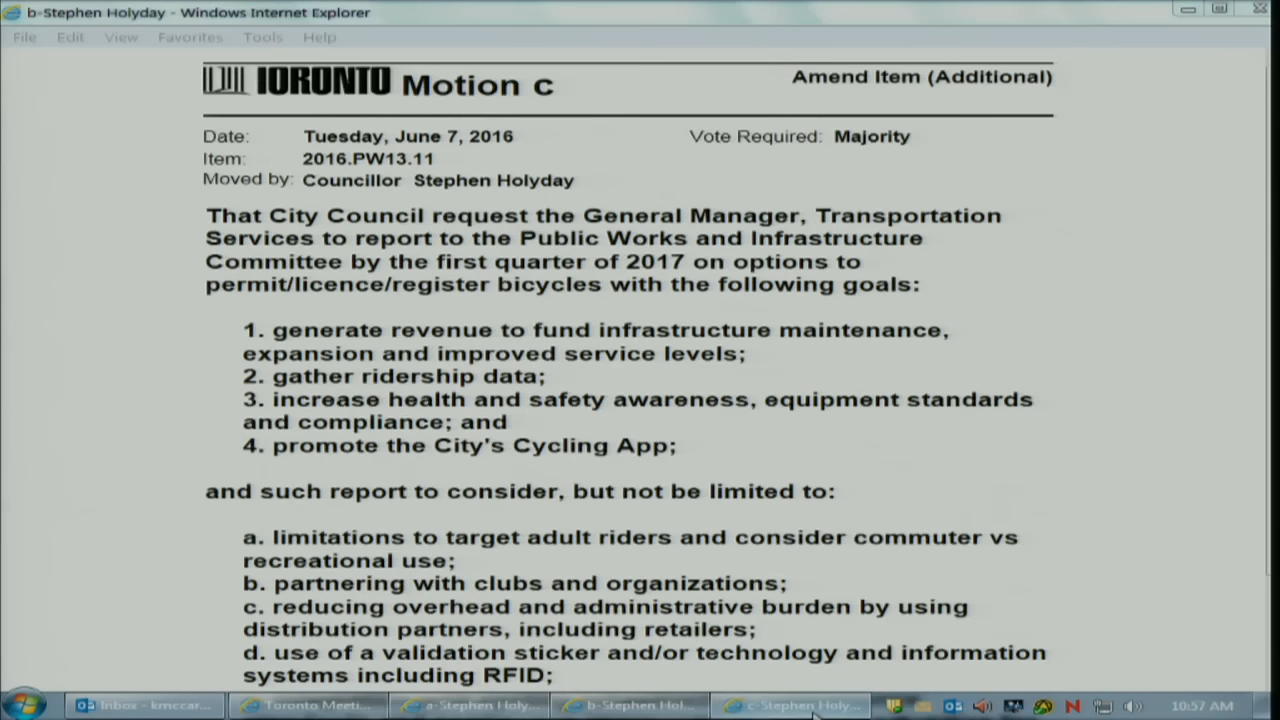 b-Stephen Holyday - Windows Internet Explorer
File Edit View Favorites Tools Help
TORONTO Motion c
Amend Item (Additional)
Date: Tuesday, June 7, 2016
Vote Required: Majority
Item: 2016.PW13.11
Moved by: Councillor Stephen Holyday
That City Council request the General Manager, Transportation
Services to report to the Public Works and Infrastructure
Committee by the first quarter of 2017 on options to
permit/licence/register bicycles with the following goals:
1. generate revenue to fund infrastructure maintenance,
expansion and improved service levels;
2. gather ridership data;
3. increase health and safety awareness, equipment standards
and compliance; and
4. promote the City's Cycling App;
and such report to consider, but not be limited to:
a. limitations to target adult riders and consider commuter vs
recreational use;
b. partnering with clubs and organizations;
c. reducing overhead and administrative burden by using
distribution partners, including retailers;
d. use of a validation sticker and/or technology and information
systems including RFID;
Inbox - kmccar... Toronto Meeti... a-Stephen Holy... b-Stephen Hol... c-Stephen Holy... 10:57 AM